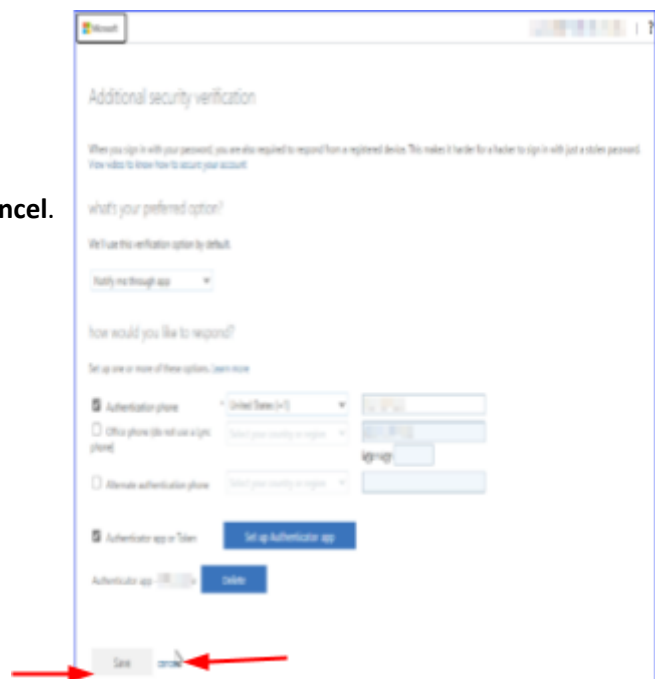 Microsoft
?
Additional security verification
When you sign in with your password, you are also required to respond from a registered device. This makes it harder for a hacker to sign in with just a stolen password.
View video to know how to secure your account
ncel.
what's your preferred option?
We'll use this verification option by default.
Notify me through app
how would you like to respond?
Set up one or more of these options. Learn more
Authentication phone * United States (+1)
Office phone (do not use a Lync phone) Select your country or region
Alternate authentication phone Select your country or region
Authenticator app or Token Set up Authenticator app
Authenticator app - Delete
Save